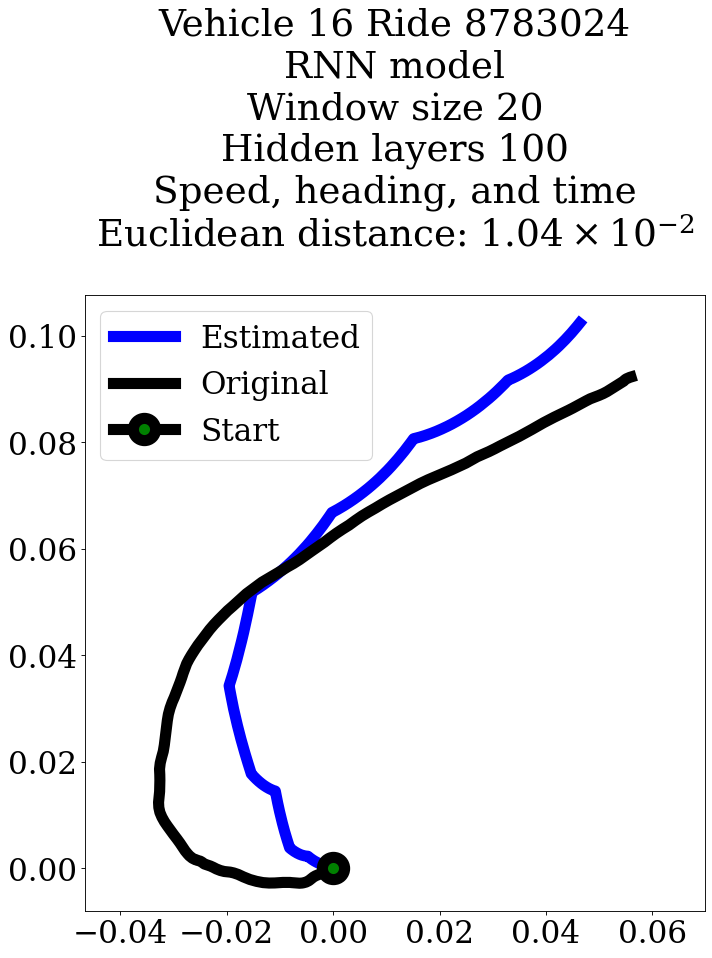 Vehicle 16 Ride 8783024
RNN model
Window size 20
Hidden layers 100
Speed, heading, and time
Euclidean distance: 1.04 × 10⁻²
Estimated
Original
Start
0.10
0.08
0.06
0.04
0.02
0.00
−0.04 −0.02 0.00 0.02 0.04 0.06